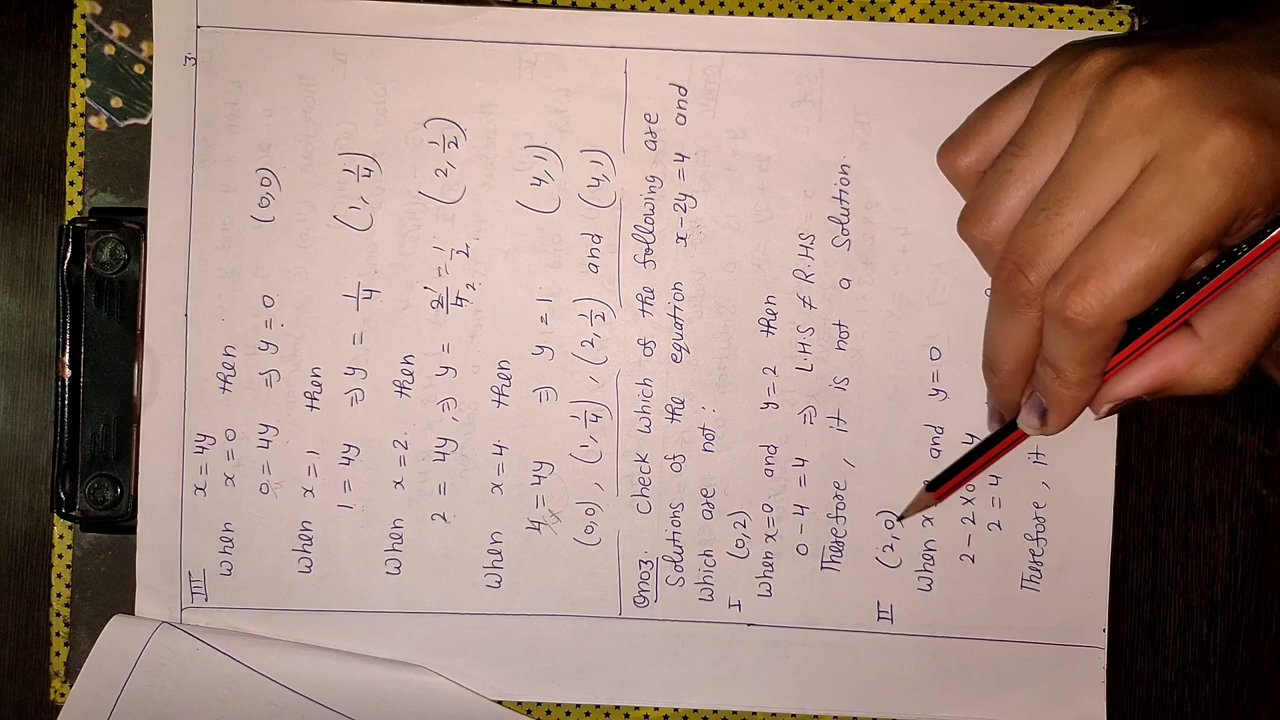 3.
III x = 4y
when x = 0 then
0 = 4y ⇒ y = 0 (0,0)
when x = 1 then
1 = 4y ⇒ y = 1/4 (1, 1/4)
when x = 2. then
2 = 4y, ⇒ y = 2/4 = 1/2. (2, 1/2)
when x = 4. then
4 = 4y ⇒ y = 1. (4,1).
(0,0), (1, 1/4), (2, 1/2) and (4,1)
Qno3. check which of the following are
Solutions of the equation x-2y = 4 and
which are not:
I (0,2)
When x=0 and y=2 then
0-4 = 4 ⇒ L.H.S ≠ R.H.S
Therefore, it is not a Solution.
II (2,0)
when x and y=0
2-2×0 4
2 = 4
Therefore, it